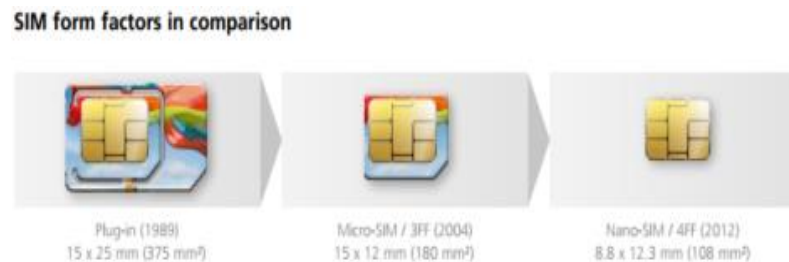 SIM form factors in comparison
Plug-in (1989)
15 x 25 mm (375 mm²)
Micro-SIM / 3FF (2004)
15 x 12 mm (180 mm²)
Nano-SIM / 4FF (2012)
8.8 x 12.3 mm (108 mm²)